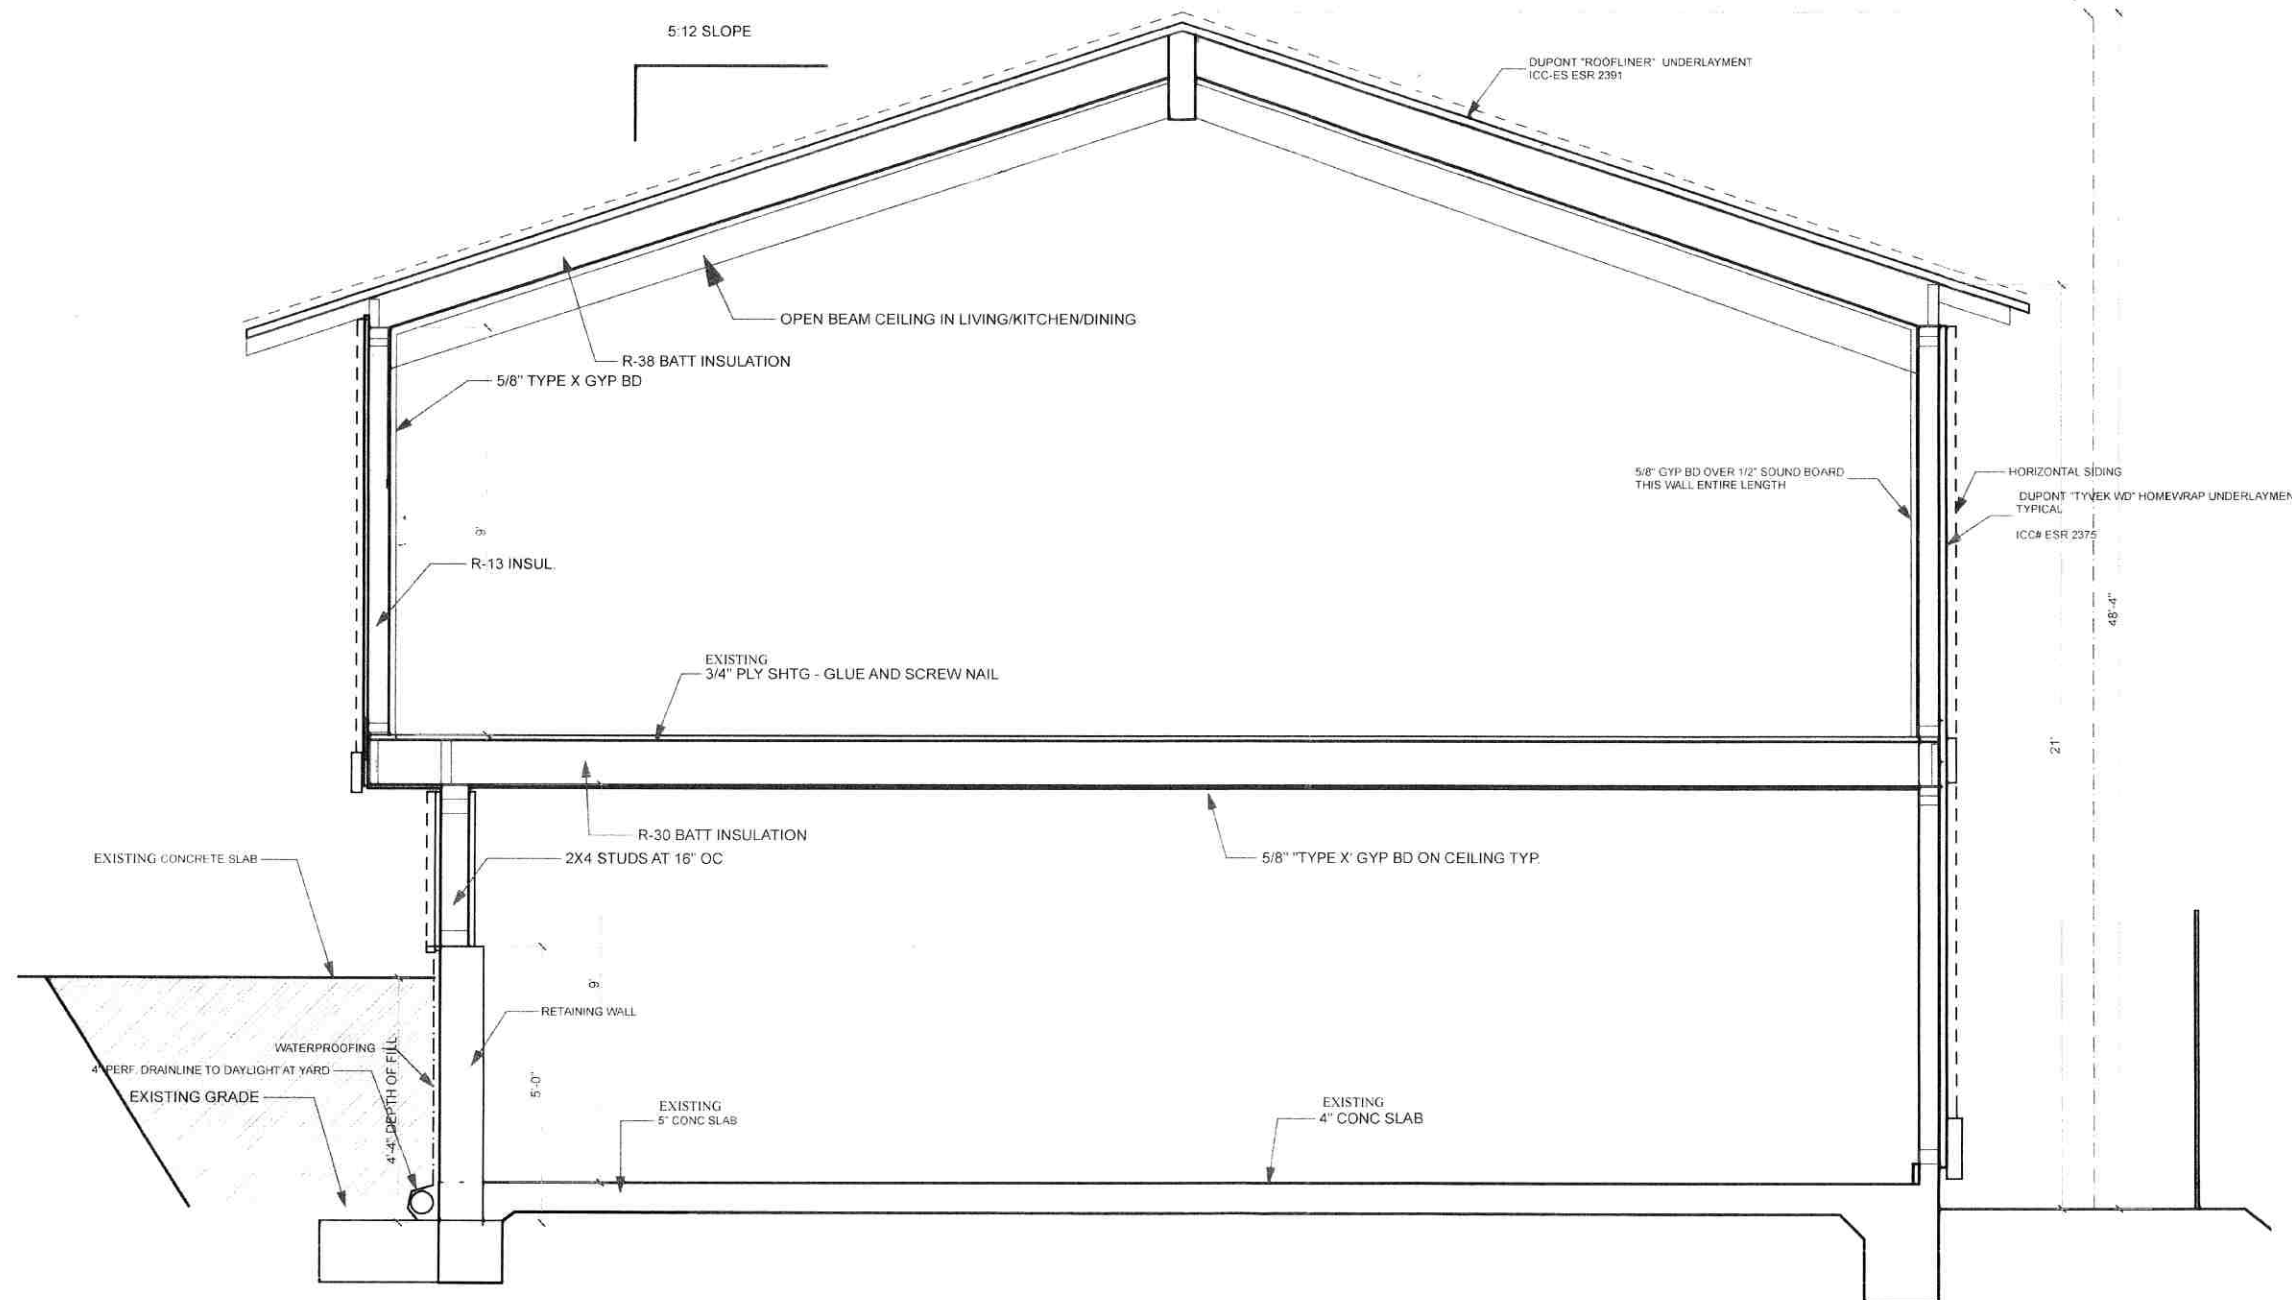 5:12 SLOPE
DUPONT "ROOFLINER" UNDERLAYMENT
ICC-ES ESR 2391
OPEN BEAM CEILING IN LIVING/KITCHEN/DINING
R-38 BATT INSULATION
5/8" TYPE X GYP BD
5/8" GYP BD OVER 1/2" SOUND BOARD
THIS WALL ENTIRE LENGTH
HORIZONTAL SIDING
DUPONT "TYVEK WD" HOMEWRAP UNDERLAYMEN
TYPICAL
ICC# ESR 2375
9'
R-13 INSUL.
48'-4"
EXISTING
3/4" PLY SHTG - GLUE AND SCREW NAIL
21'
R-30 BATT INSULATION
2X4 STUDS AT 16" OC
5/8" "TYPE X' GYP BD ON CEILING TYP.
EXISTING CONCRETE SLAB
9'
RETAINING WALL
WATERPROOFING
4" PERF. DRAINLINE TO DAYLIGHT AT YARD
EXISTING GRADE
4'-4" DEPTH OF FILL
5'-0"
EXISTING
5" CONC SLAB
EXISTING
4" CONC SLAB